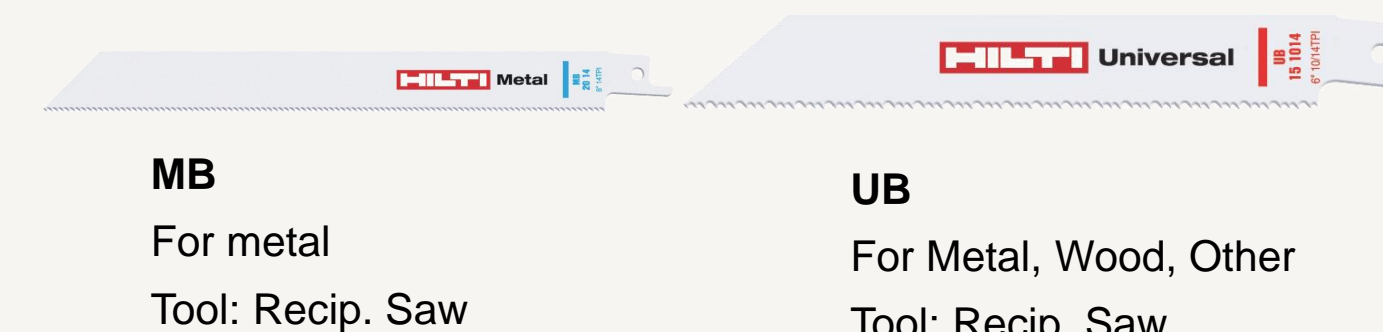 HILTI Metal
MB
20 14
8" 14TPI
HILTI Universal
UB
15 1014
6" 10/14TPI
MB
For metal
Tool: Recip. Saw
UB
For Metal, Wood, Other
Tool: Recip. Saw